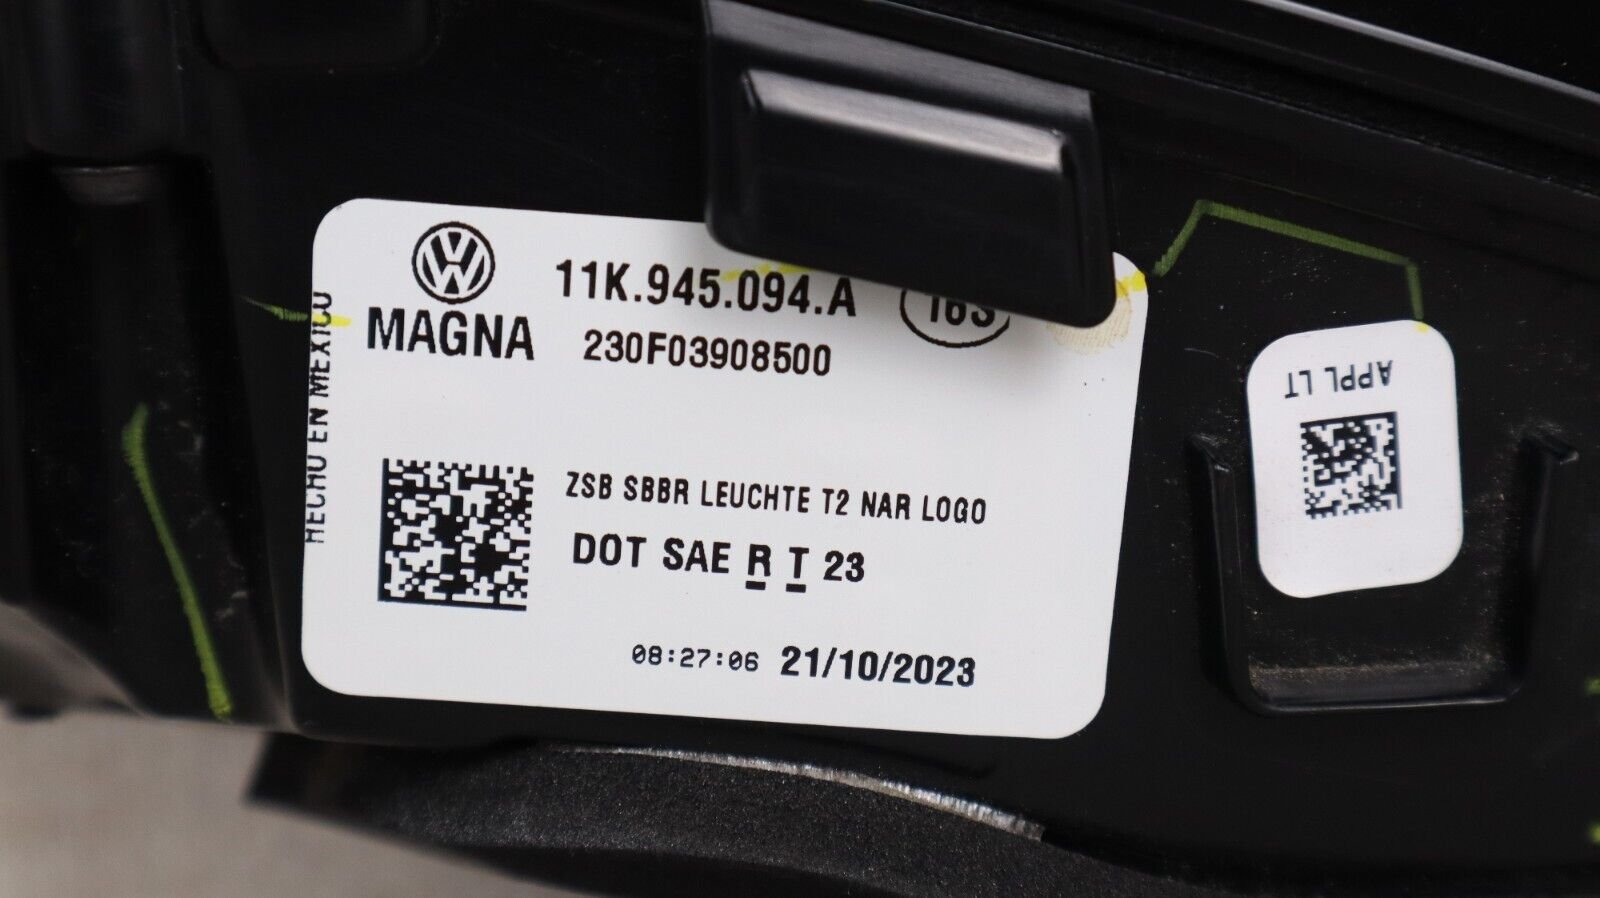 11K.945.094.A
MAGNA
230F03908500
HECHO EN MEXICO
ZSB SBBR LEUCHTE T2 NAR LOGO
DOT SAE R T 23
08:27:06 21/10/2023
APPL LT